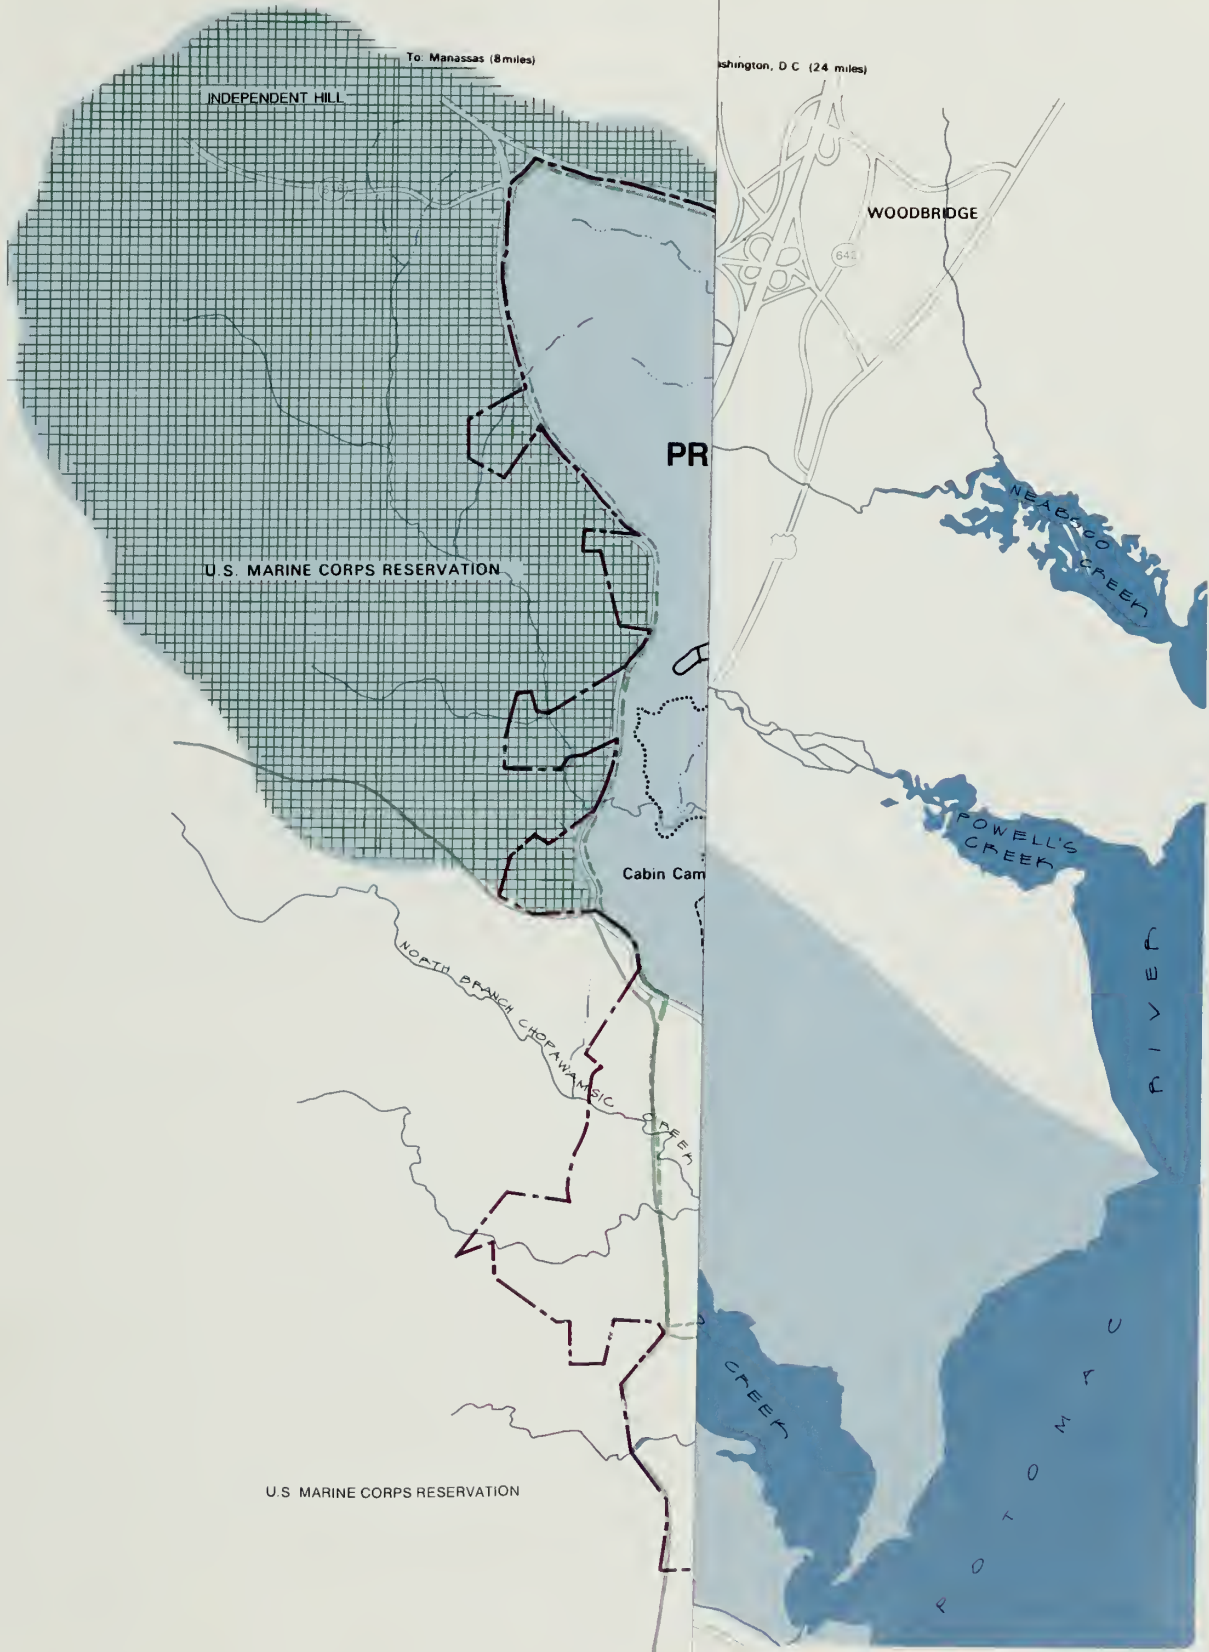 To: Manassas (8miles)
ashington, D C (24 miles)
INDEPENDENT HILL
WOODBRIDGE
642
PR
NEABSCO
CREEK
U.S. MARINE CORPS RESERVATION
POWELL'S
CREEK
Cabin Cam
RIVER
NORTH BRANCH CHOPAWAMSIC CREEK
CREEK
POTOMAC
U.S MARINE CORPS RESERVATION